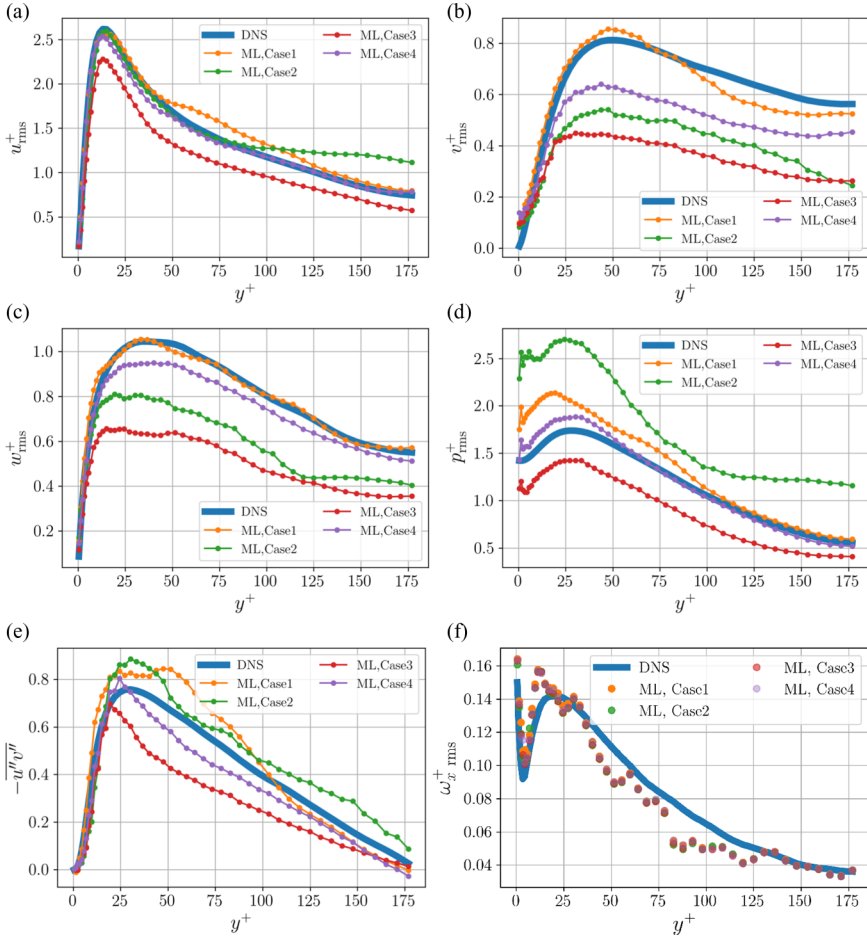 (a)
DNS
ML,Case1
ML,Case2
ML,Case3
ML,Case4
2.5
2.0
1.5
1.0
0.5
u⁺rms
0 25 50 75 100 125 150 175
y⁺
(b)
DNS
ML,Case1
ML,Case2
ML,Case3
ML,Case4
0.8
0.6
0.4
0.2
0.0
v⁺rms
0 25 50 75 100 125 150 175
y⁺
(c)
DNS
ML,Case1
ML,Case2
ML,Case3
ML,Case4
1.0
0.8
0.6
0.4
0.2
w⁺rms
0 25 50 75 100 125 150 175
y⁺
(d)
DNS
ML,Case1
ML,Case2
ML,Case3
ML,Case4
2.5
2.0
1.5
1.0
0.5
p⁺rms
0 25 50 75 100 125 150 175
y⁺
(e)
DNS
ML,Case1
ML,Case2
ML,Case3
ML,Case4
0.8
0.6
0.4
0.2
0.0
−u″v″
0 25 50 75 100 125 150 175
y⁺
(f)
DNS
ML, Case1
ML, Case2
ML, Case3
ML, Case4
0.16
0.14
0.12
0.10
0.08
0.06
0.04
ωₓ⁺ rms
0 25 50 75 100 125 150 175
y⁺